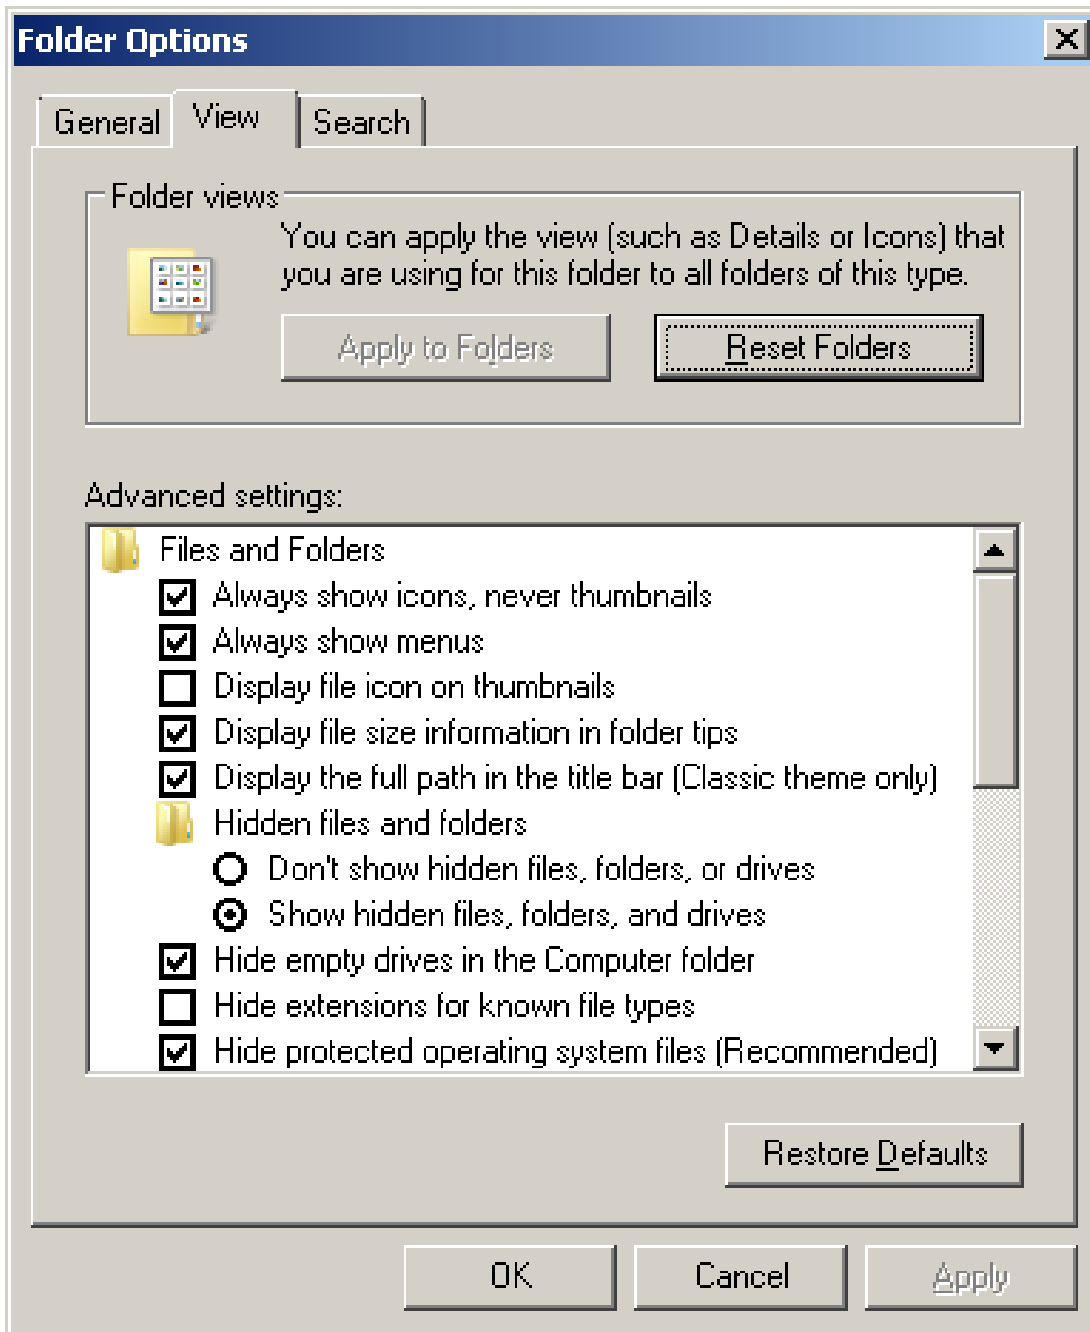 Folder Options
General View Search
Folder views
You can apply the view (such as Details or Icons) that
you are using for this folder to all folders of this type.
Apply to Folders Reset Folders
Advanced settings:
Files and Folders
Always show icons, never thumbnails
Always show menus
Display file icon on thumbnails
Display file size information in folder tips
Display the full path in the title bar (Classic theme only)
Hidden files and folders
Don't show hidden files, folders, or drives
Show hidden files, folders, and drives
Hide empty drives in the Computer folder
Hide extensions for known file types
Hide protected operating system files (Recommended)
Restore Defaults
OK Cancel Apply